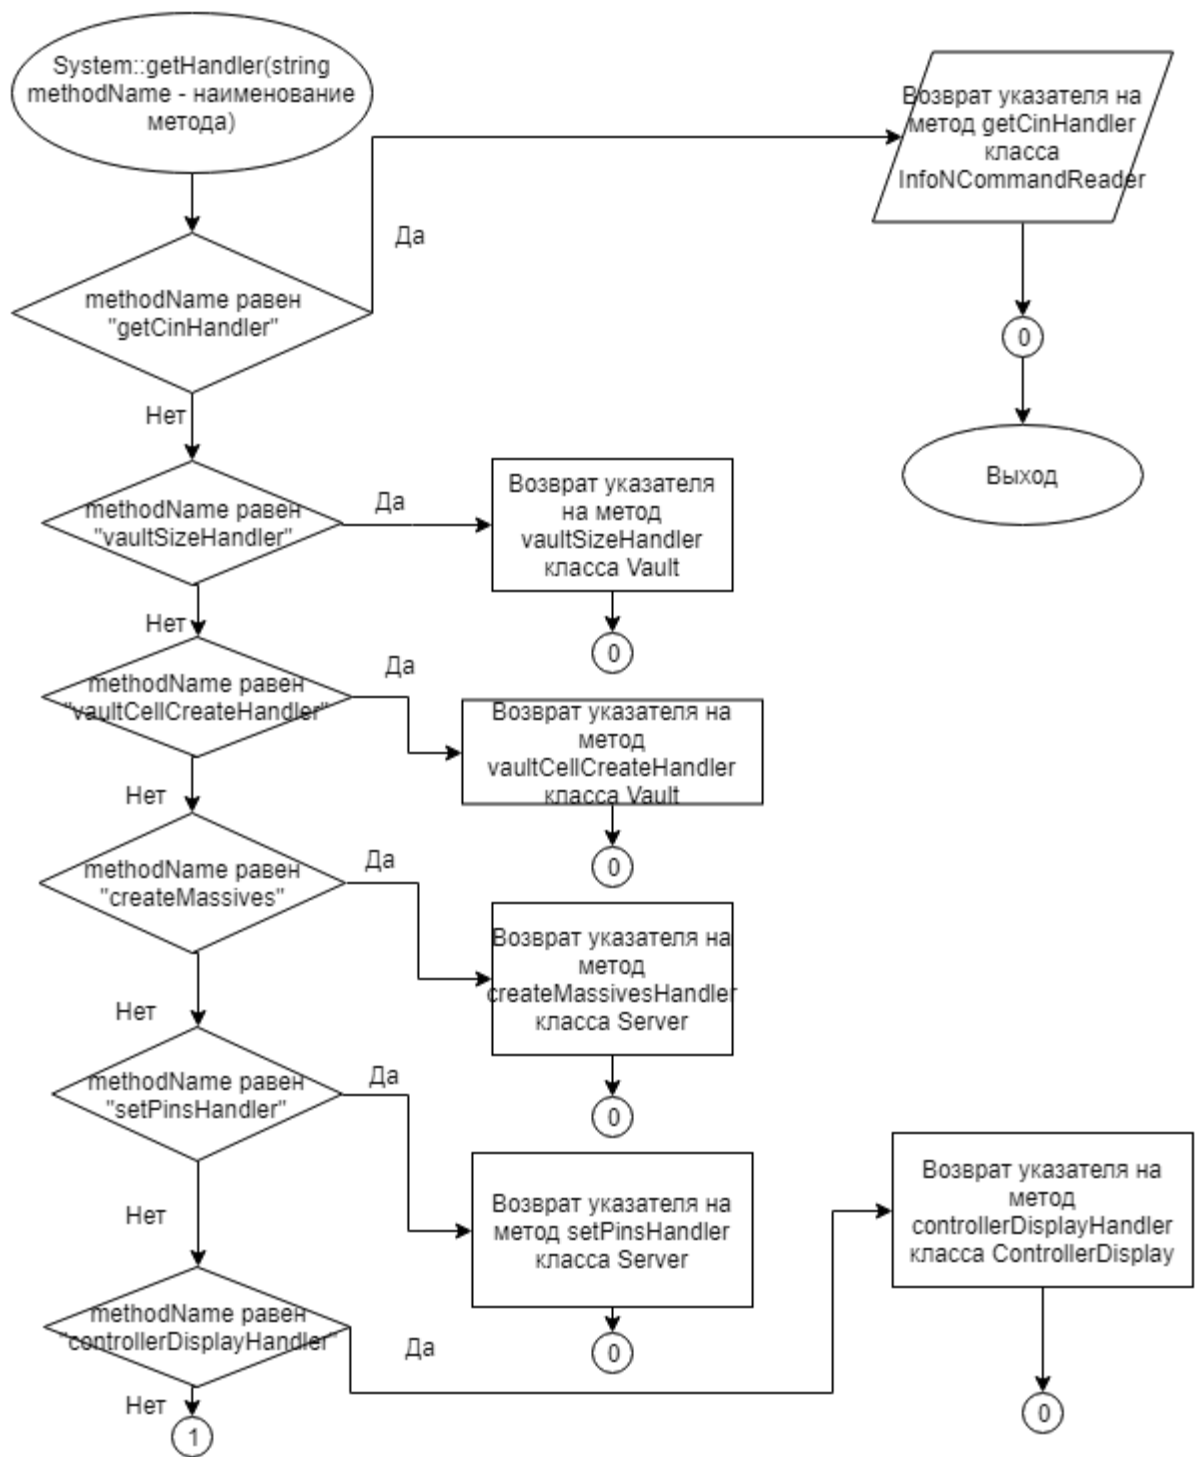 System::getHandler(string
methodName - наименование
метода)
Возврат указателя на
метод getCinHandler
класса
InfoNCommandReader
Да
methodName равен
"getCinHandler"
0
Нет
Выход
methodName равен
"vaultSizeHandler"
Да
Возврат указателя
на метод
vaultSizeHandler
класса Vault
Нет
0
methodName равен
"vaultCellCreateHandler"
Да
Возврат указателя на
метод
vaultCellCreateHandler
класса Vault
Нет
0
methodName равен
"createMassives"
Да
Возврат указателя на
метод
createMassivesHandler
класса Server
Нет
0
methodName равен
"setPinsHandler"
Да
Возврат указателя на
метод setPinsHandler
класса Server
Возврат указателя на
метод
controllerDisplayHandler
класса ControllerDisplay
Нет
0
methodName равен
"controllerDisplayHandler"
Да
Нет
1
0